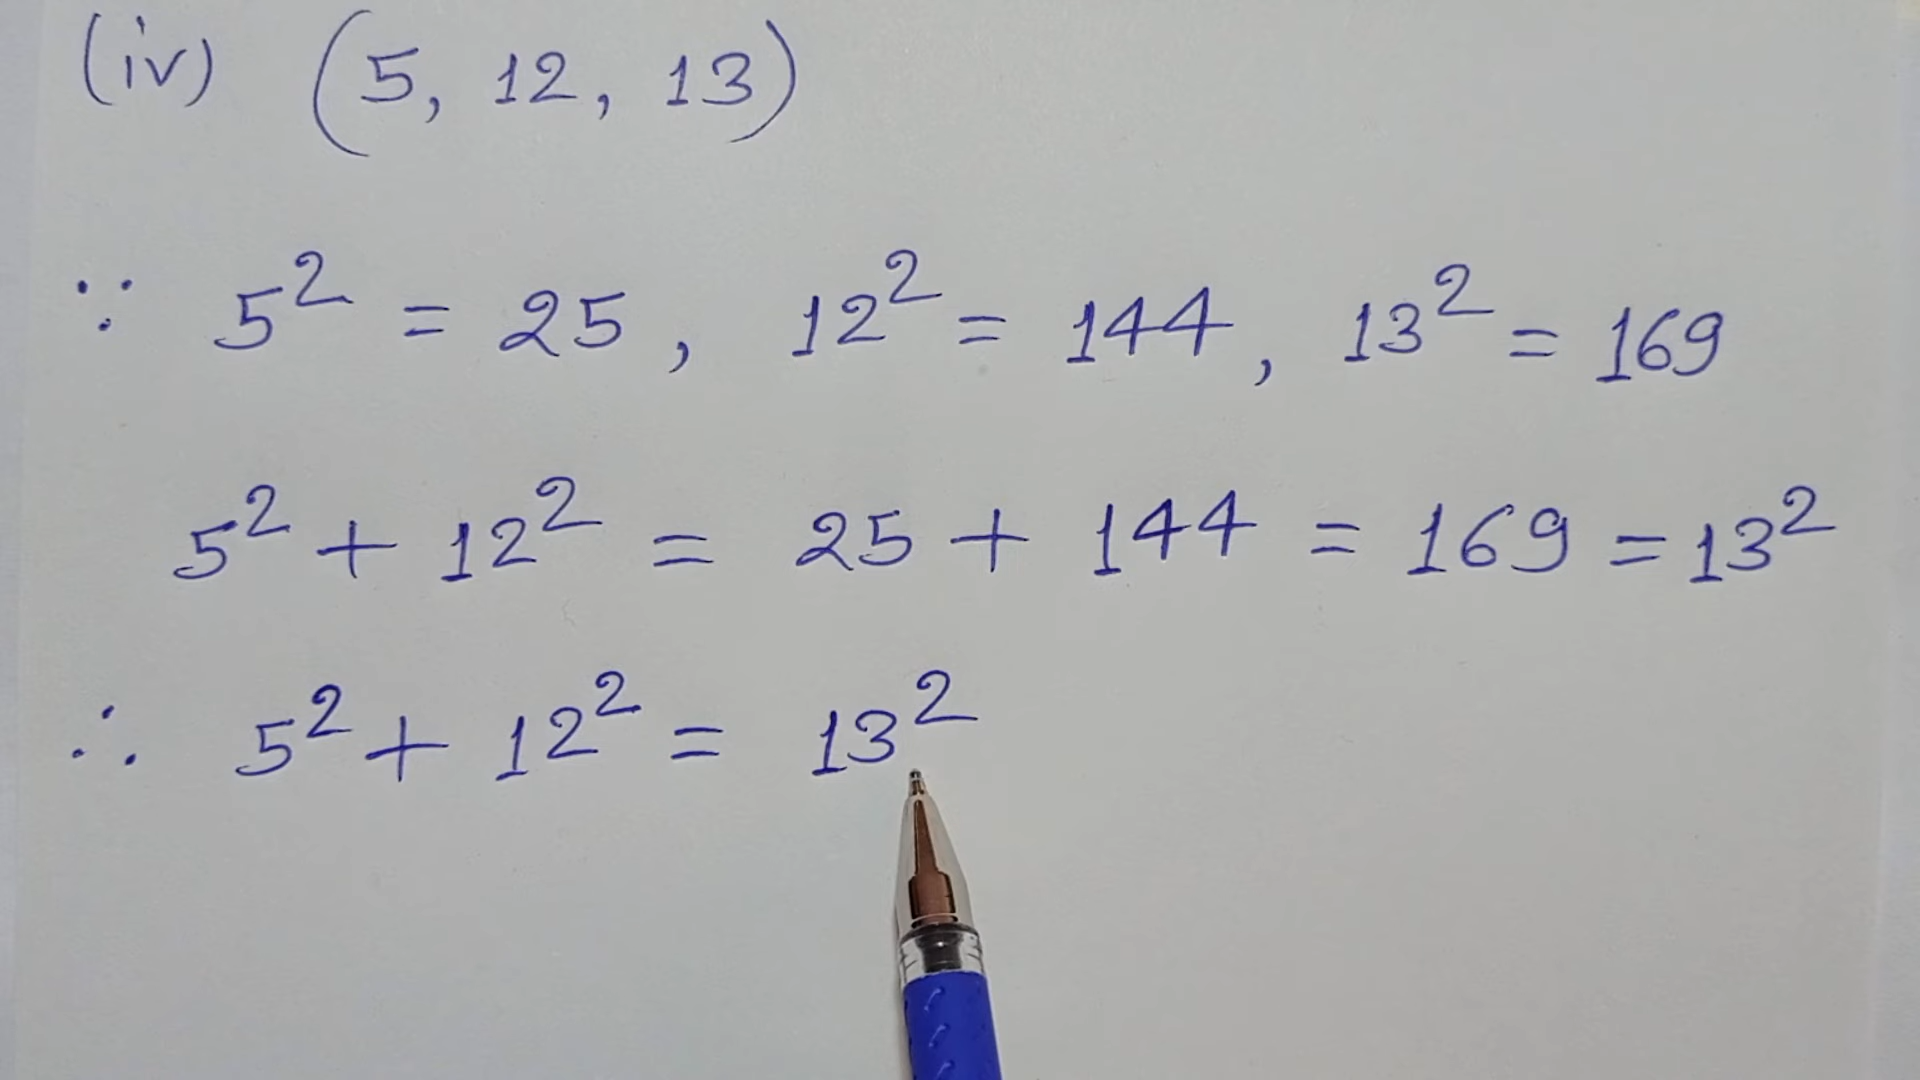 (iv) (5, 12, 13)
∵ 5² = 25, 12² = 144, 13² = 169
5² + 12² = 25 + 144 = 169 = 13²
∴ 5² + 12² = 13²